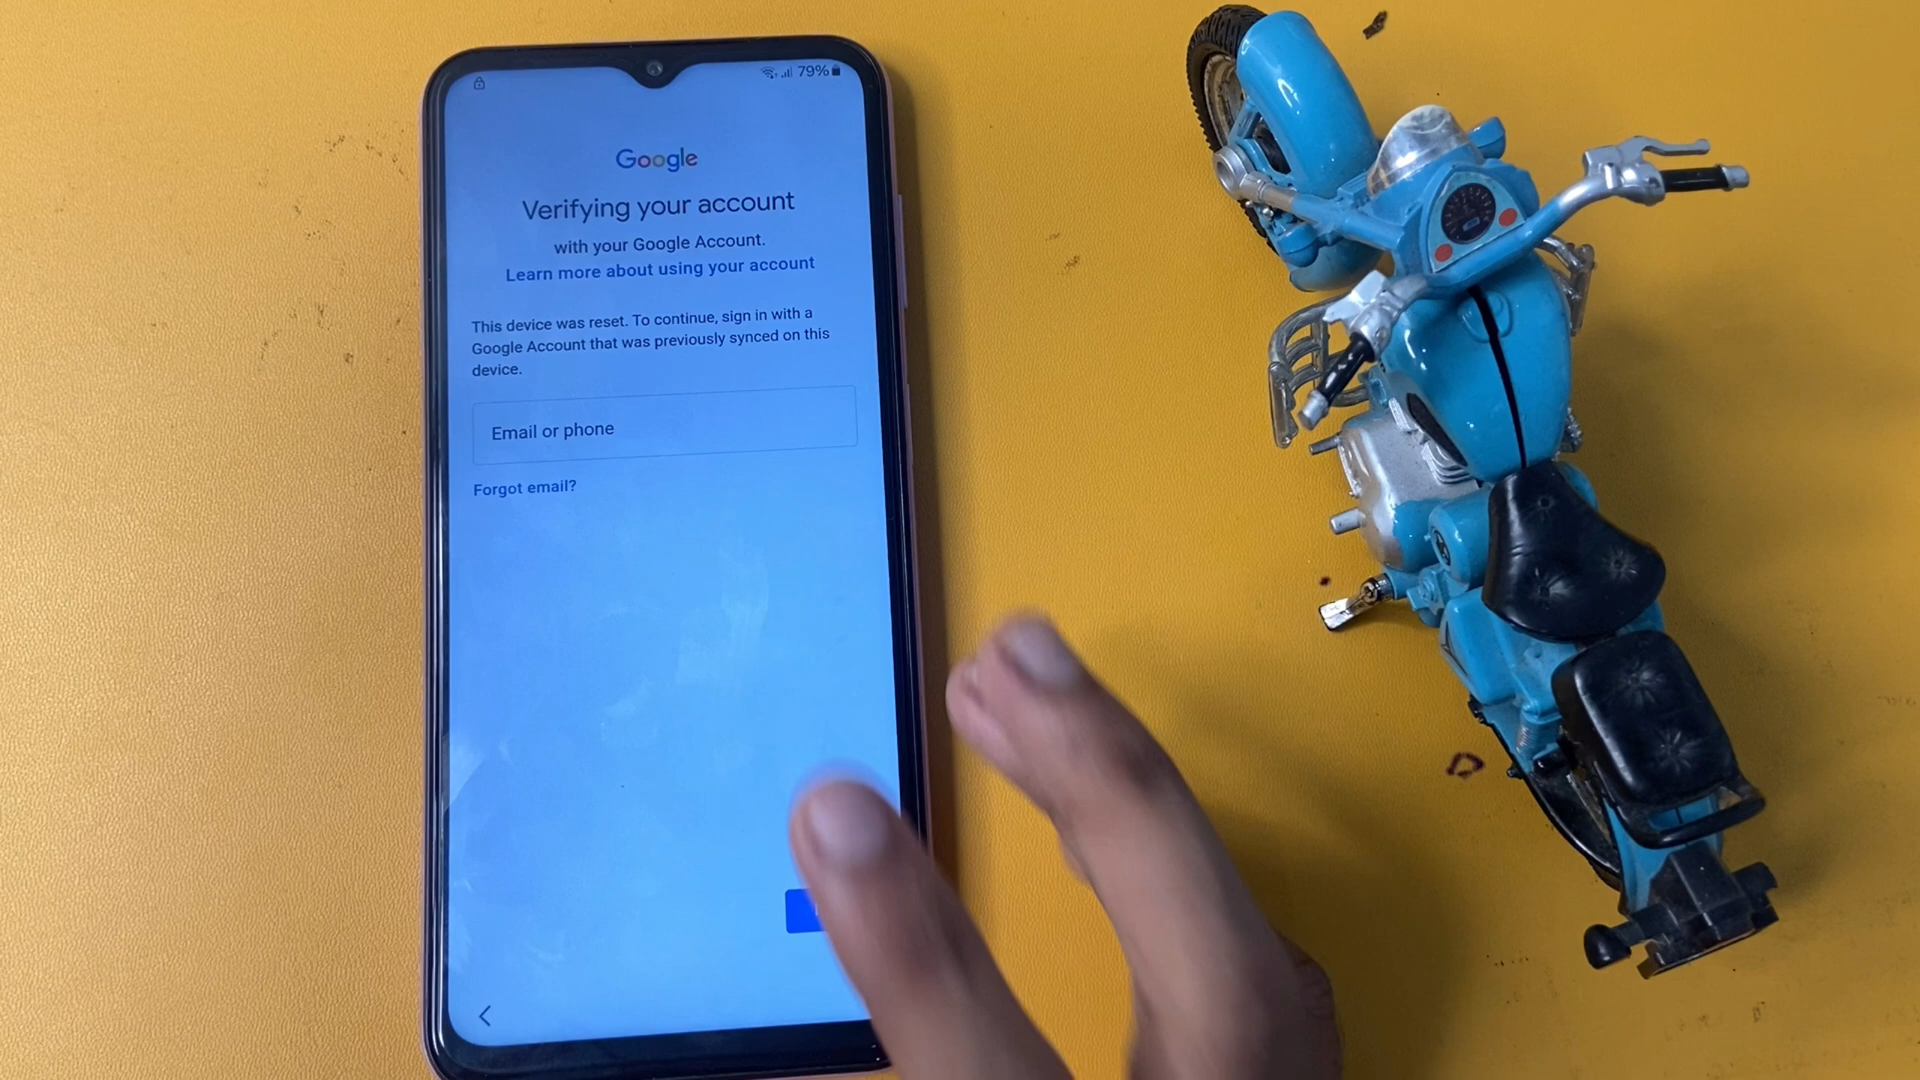 79%
Google
Verifying your account
with your Google Account.
Learn more about using your account
This device was reset. To continue, sign in with a
Google Account that was previously synced on this
device.
Email or phone
Forgot email?